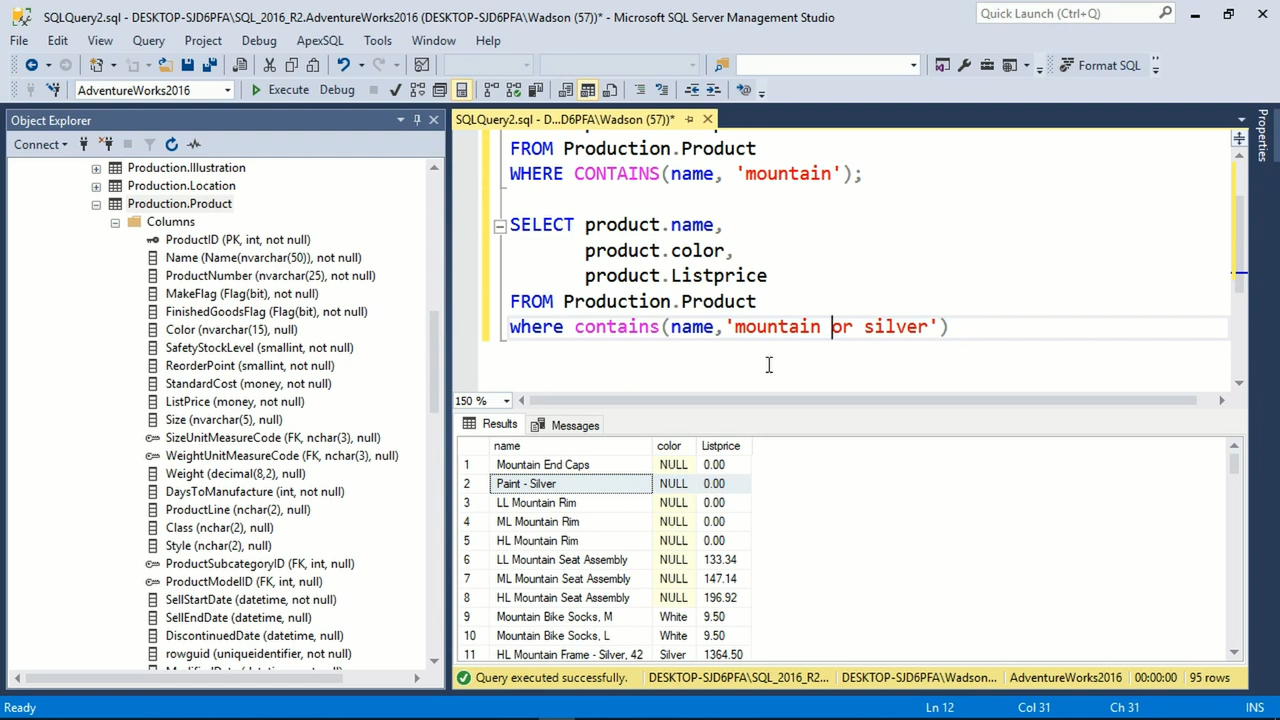 SQLQuery2.sql - DESKTOP-SJD6PFA\SQL_2016_R2.AdventureWorks2016 (DESKTOP-SJD6PFA\Wadson (57))* - Microsoft SQL Server Management Studio
Quick Launch (Ctrl+Q)
File Edit View Query Project Debug ApexSQL Tools Window Help
Format SQL
AdventureWorks2016 Execute Debug
Object Explorer
Connect
Production.Illustration
Production.Location
Production.Product
Columns
ProductID (PK, int, not null)
Name (Name(nvarchar(50)), not null)
ProductNumber (nvarchar(25), not null)
MakeFlag (Flag(bit), not null)
FinishedGoodsFlag (Flag(bit), not null)
Color (nvarchar(15), null)
SafetyStockLevel (smallint, not null)
ReorderPoint (smallint, not null)
StandardCost (money, not null)
ListPrice (money, not null)
Size (nvarchar(5), null)
SizeUnitMeasureCode (FK, nchar(3), null)
WeightUnitMeasureCode (FK, nchar(3), null)
Weight (decimal(8,2), null)
DaysToManufacture (int, not null)
ProductLine (nchar(2), null)
Class (nchar(2), null)
Style (nchar(2), null)
ProductSubcategoryID (FK, int, null)
ProductModelID (FK, int, null)
SellStartDate (datetime, not null)
SellEndDate (datetime, null)
DiscontinuedDate (datetime, null)
rowguid (uniqueidentifier, not null)
SQLQuery2.sql - D...D6PFA\Wadson (57))*
FROM Production.Product
WHERE CONTAINS(name, 'mountain');
SELECT product.name,
product.color,
product.Listprice
FROM Production.Product
where contains(name,'mountain or silver')
150 %
Results Messages
name color Listprice
1 Mountain End Caps NULL 0.00
2 Paint - Silver NULL 0.00
3 LL Mountain Rim NULL 0.00
4 ML Mountain Rim NULL 0.00
5 HL Mountain Rim NULL 0.00
6 LL Mountain Seat Assembly NULL 133.34
7 ML Mountain Seat Assembly NULL 147.14
8 HL Mountain Seat Assembly NULL 196.92
9 Mountain Bike Socks, M White 9.50
10 Mountain Bike Socks, L White 9.50
11 HL Mountain Frame - Silver, 42 Silver 1364.50
Query executed successfully. DESKTOP-SJD6PFA\SQL_2016_R2... DESKTOP-SJD6PFA\Wadson... AdventureWorks2016 00:00:00 95 rows
Properties
Ready Ln 12 Col 31 Ch 31 INS